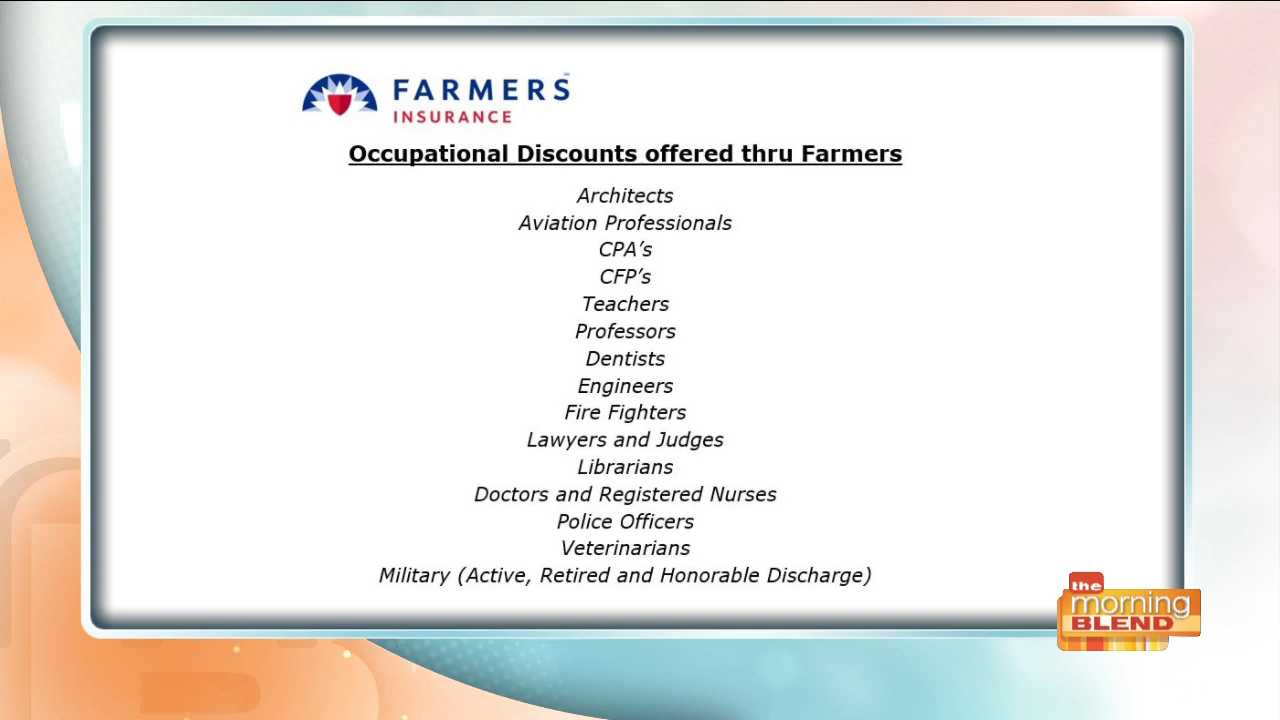 FARMERS
INSURANCE
Occupational Discounts offered thru Farmers
Architects
Aviation Professionals
CPA’s
CFP’s
Teachers
Professors
Dentists
Engineers
Fire Fighters
Lawyers and Judges
Librarians
Doctors and Registered Nurses
Police Officers
Veterinarians
Military (Active, Retired and Honorable Discharge)
the
morning
BLEND